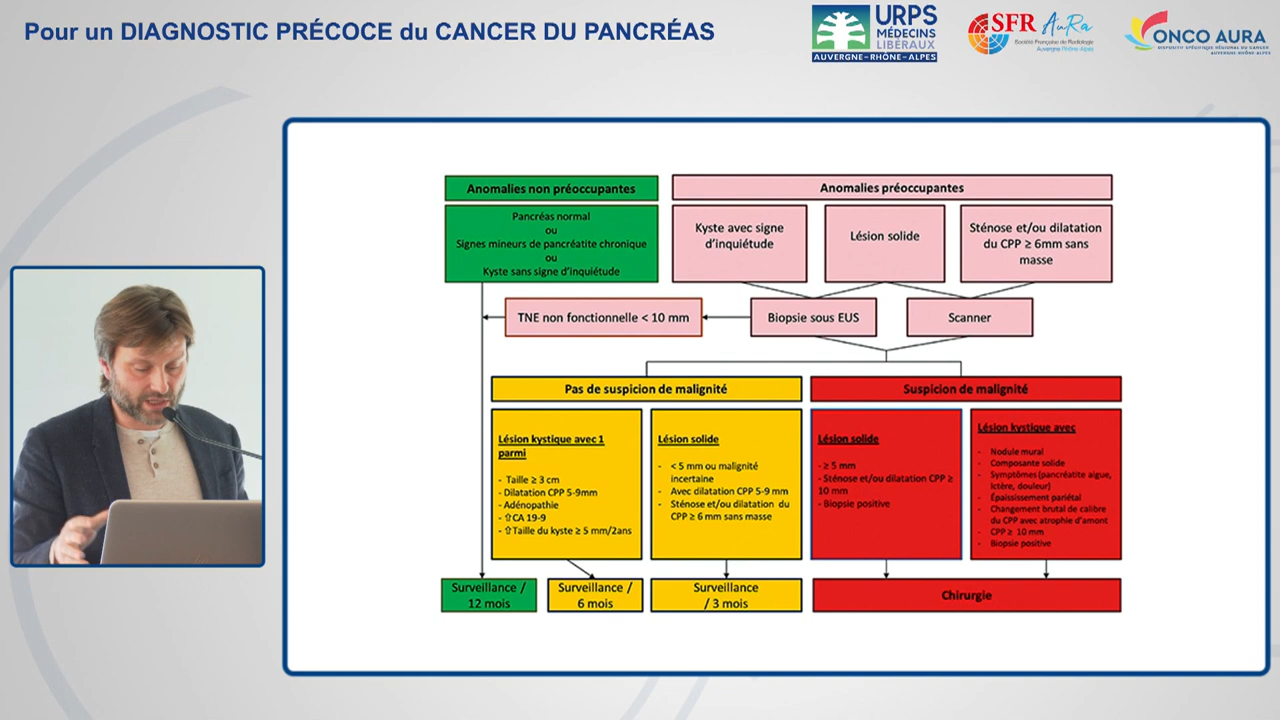 Pour un DIAGNOSTIC PRÉCOCE du CANCER DU PANCRÉAS
URPS
MÉDECINS
LIBÉRAUX
AUVERGNE-RHÔNE-ALPES
SFR AuRa
Société Française de Radiologie
Auvergne Rhône-Alpes
ONCO AURA
DISPOSITIF SPÉCIFIQUE RÉGIONAL DU CANCER
AUVERGNE RHÔNE-ALPES
Anomalies non préoccupantes
Pancréas normal
ou
Signes mineurs de pancréatite chronique
ou
Kyste sans signe d'inquiétude
Anomalies préoccupantes
Kyste avec signe
d'inquiétude
Lésion solide
Sténose et/ou dilatation
du CPP ≥ 6mm sans
masse
TNE non fonctionnelle < 10 mm
Biopsie sous EUS
Scanner
Pas de suspicion de malignité
Suspicion de malignité
Lésion kystique avec 1
parmi
- Taille ≥ 3 cm
- Dilatation CPP 5-9mm
- Adénopathie
- ⇧CA 19-9
- ⇧Taille du kyste ≥ 5 mm/2ans
Lésion solide
- < 5 mm ou malignité
incertaine
- Avec dilatation CPP 5-9 mm
- Sténose et/ou dilatation du
CPP ≥ 6 mm sans masse
Lésion solide
- ≥ 5 mm
- Sténose et/ou dilatation CPP ≥
10 mm
- Biopsie positive
Lésion kystique avec
- Nodule mural
- Composante solide
- Symptômes (pancréatite aigue,
ictère, douleur)
- Épaississement pariétal
- Changement brutal de calibre
du CPP avec atrophie d'amont
- CPP ≥ 10 mm
- Biopsie positive
Surveillance /
12 mois
Surveillance /
6 mois
Surveillance
/ 3 mois
Chirurgie